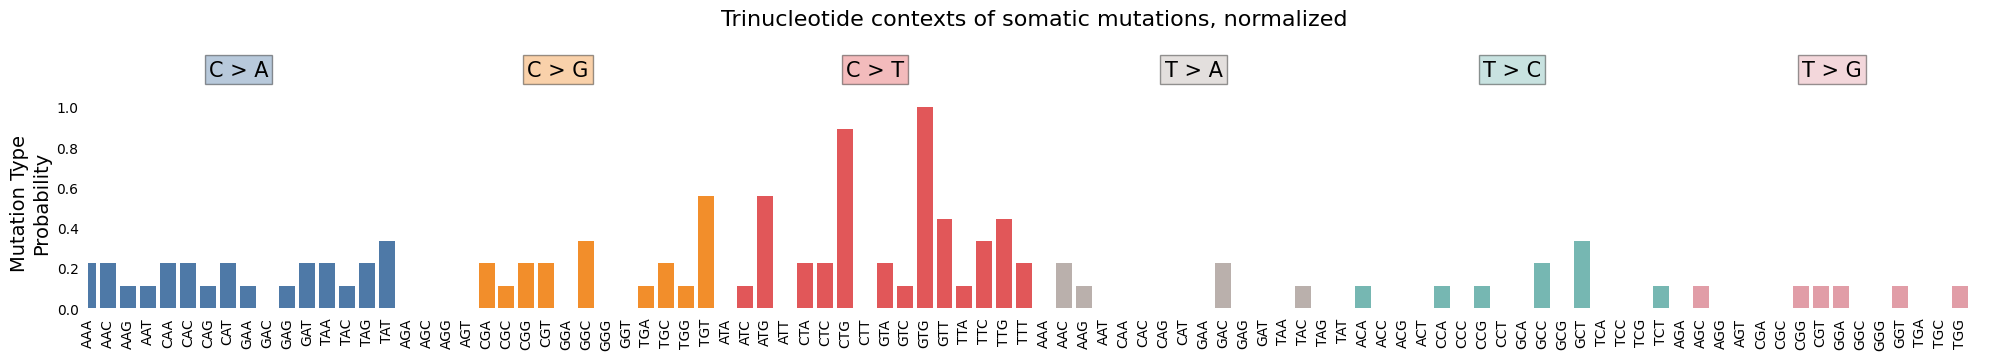 Trinucleotide contexts of somatic mutations, normalized
C > A
C > G
C > T
T > A
T > C
T > G
Mutation Type
Probability
1.0
0.8
0.6
0.4
0.2
0.0
AAA
AAC
AAG
AAT
CAA
CAC
CAG
CAT
GAA
GAC
GAG
GAT
TAA
TAC
TAG
TAT
AGA
AGC
AGG
AGT
CGA
CGC
CGG
CGT
GGA
GGC
GGG
GGT
TGA
TGC
TGG
TGT
ATA
ATC
ATG
ATT
CTA
CTC
CTG
CTT
GTA
GTC
GTG
GTT
TTA
TTC
TTG
TTT
AAA
AAC
AAG
AAT
CAA
CAC
CAG
CAT
GAA
GAC
GAG
GAT
TAA
TAC
TAG
TAT
ACA
ACC
ACG
ACT
CCA
CCC
CCG
CCT
GCA
GCC
GCG
GCT
TCA
TCC
TCG
TCT
AGA
AGC
AGG
AGT
CGA
CGC
CGG
CGT
GGA
GGC
GGG
GGT
TGA
TGC
TGG